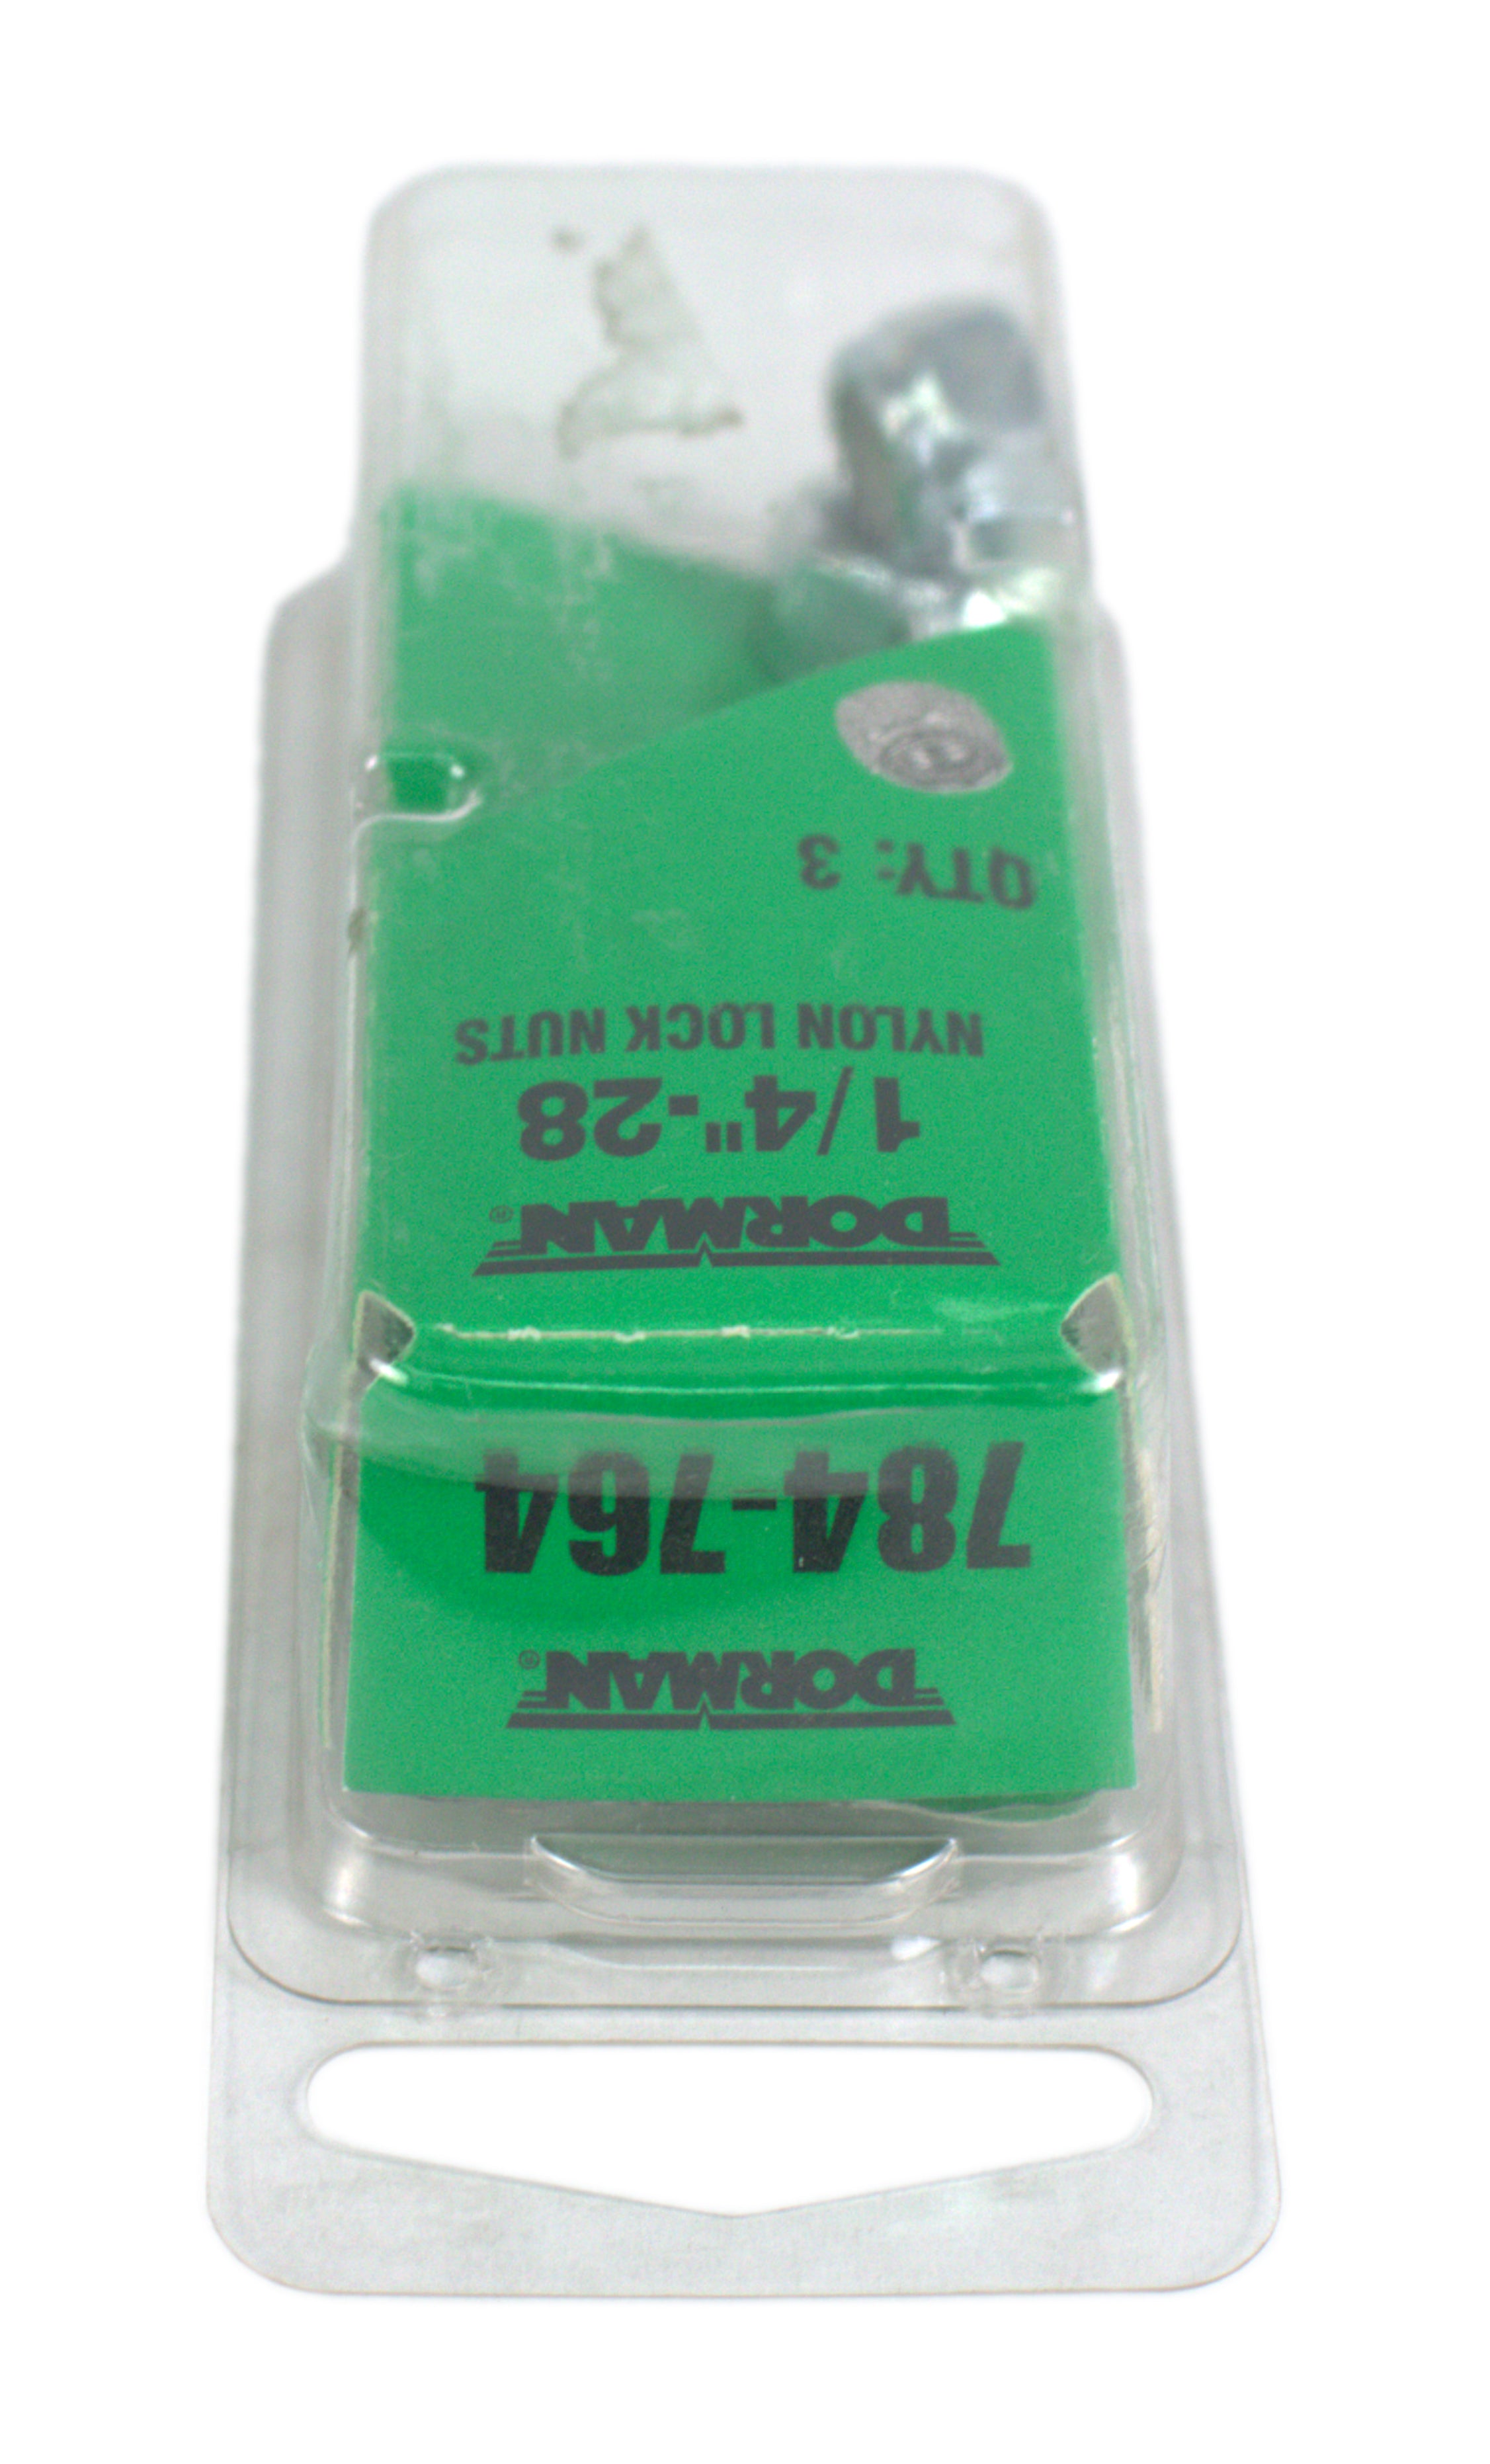 DORMAN®
784-764
DORMAN®
1/4"-28
NYLON LOCK NUTS
QTY: 3